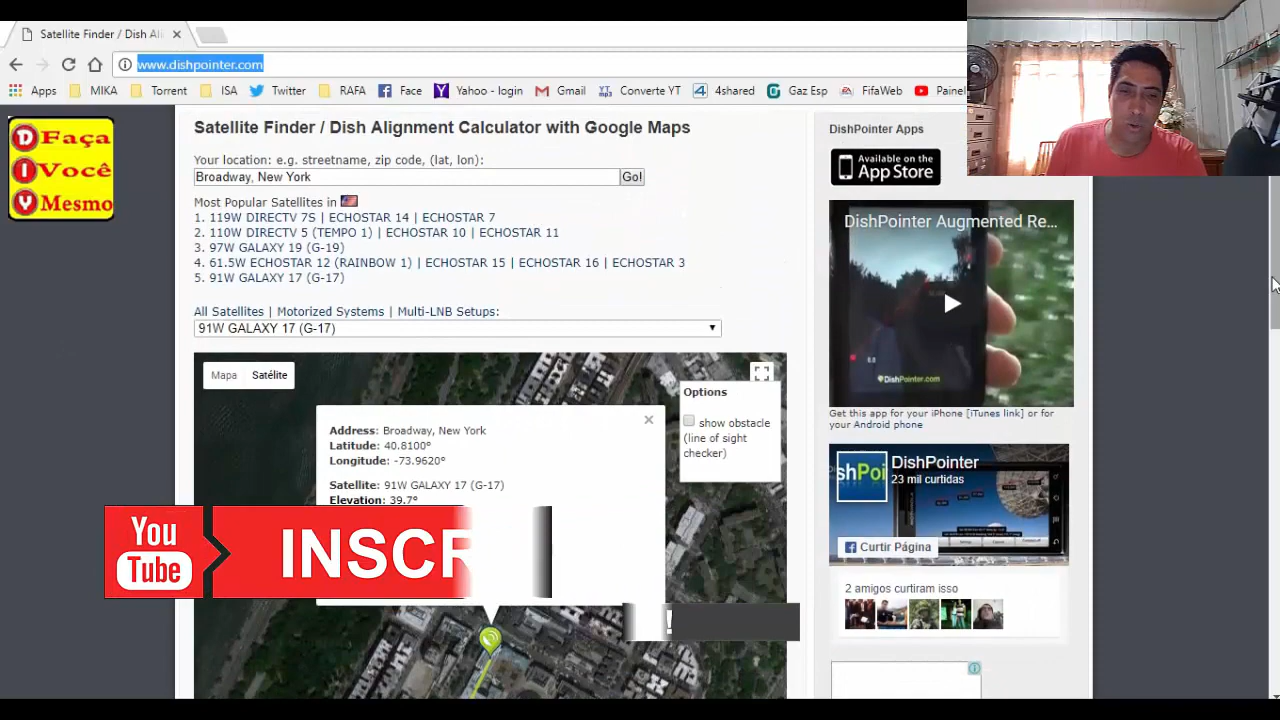 Satellite Finder / Dish Ali
www.dishpointer.com
Apps
MIKA
Torrent
ISA
Twitter
RAFA
Face
Yahoo - login
Gmail
Converte YT
4shared
Gaz Esp
FifaWeb
Painel
D Faça
I Você
Y Mesmo
Satellite Finder / Dish Alignment Calculator with Google Maps
Your location: e.g. streetname, zip code, (lat, lon):
Broadway, New York
Go!
Most Popular Satellites in
1. 119W DIRECTV 7S | ECHOSTAR 14 | ECHOSTAR 7
2. 110W DIRECTV 5 (TEMPO 1) | ECHOSTAR 10 | ECHOSTAR 11
3. 97W GALAXY 19 (G-19)
4. 61.5W ECHOSTAR 12 (RAINBOW 1) | ECHOSTAR 15 | ECHOSTAR 16 | ECHOSTAR 3
5. 91W GALAXY 17 (G-17)
All Satellites | Motorized Systems | Multi-LNB Setups:
91W GALAXY 17 (G-17)
Mapa
Satélite
Options
show obstacle
(line of sight
checker)
Address: Broadway, New York
Latitude: 40.8100°
Longitude: -73.9620°
Satellite: 91W GALAXY 17 (G-17)
Elevation: 39.7°
You
Tube
INSCR
!
DishPointer Apps
Available on the
App Store
DishPointer Augmented Re...
DishPointer.com
Get this app for your iPhone [iTunes link] or for
your Android phone
shPoi
DishPointer
23 mil curtidas
Curtir Página
2 amigos curtiram isso